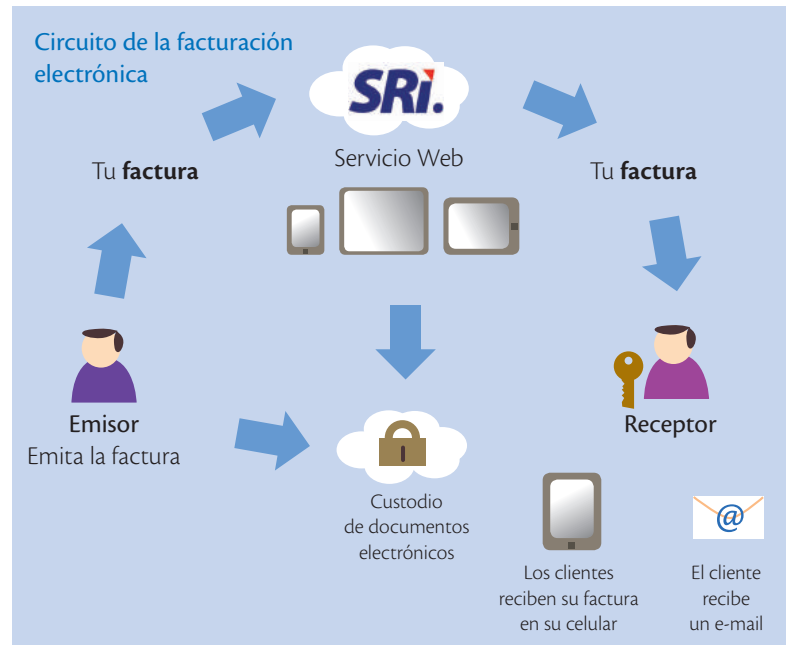 Circuito de la facturación
electrónica
SRi.
Servicio Web
Tu factura
Tu factura
Emisor
Emita la factura
Receptor
Custodio
de documentos
electrónicos
Los clientes
reciben su factura
en su celular
@
El cliente
recibe
un e-mail